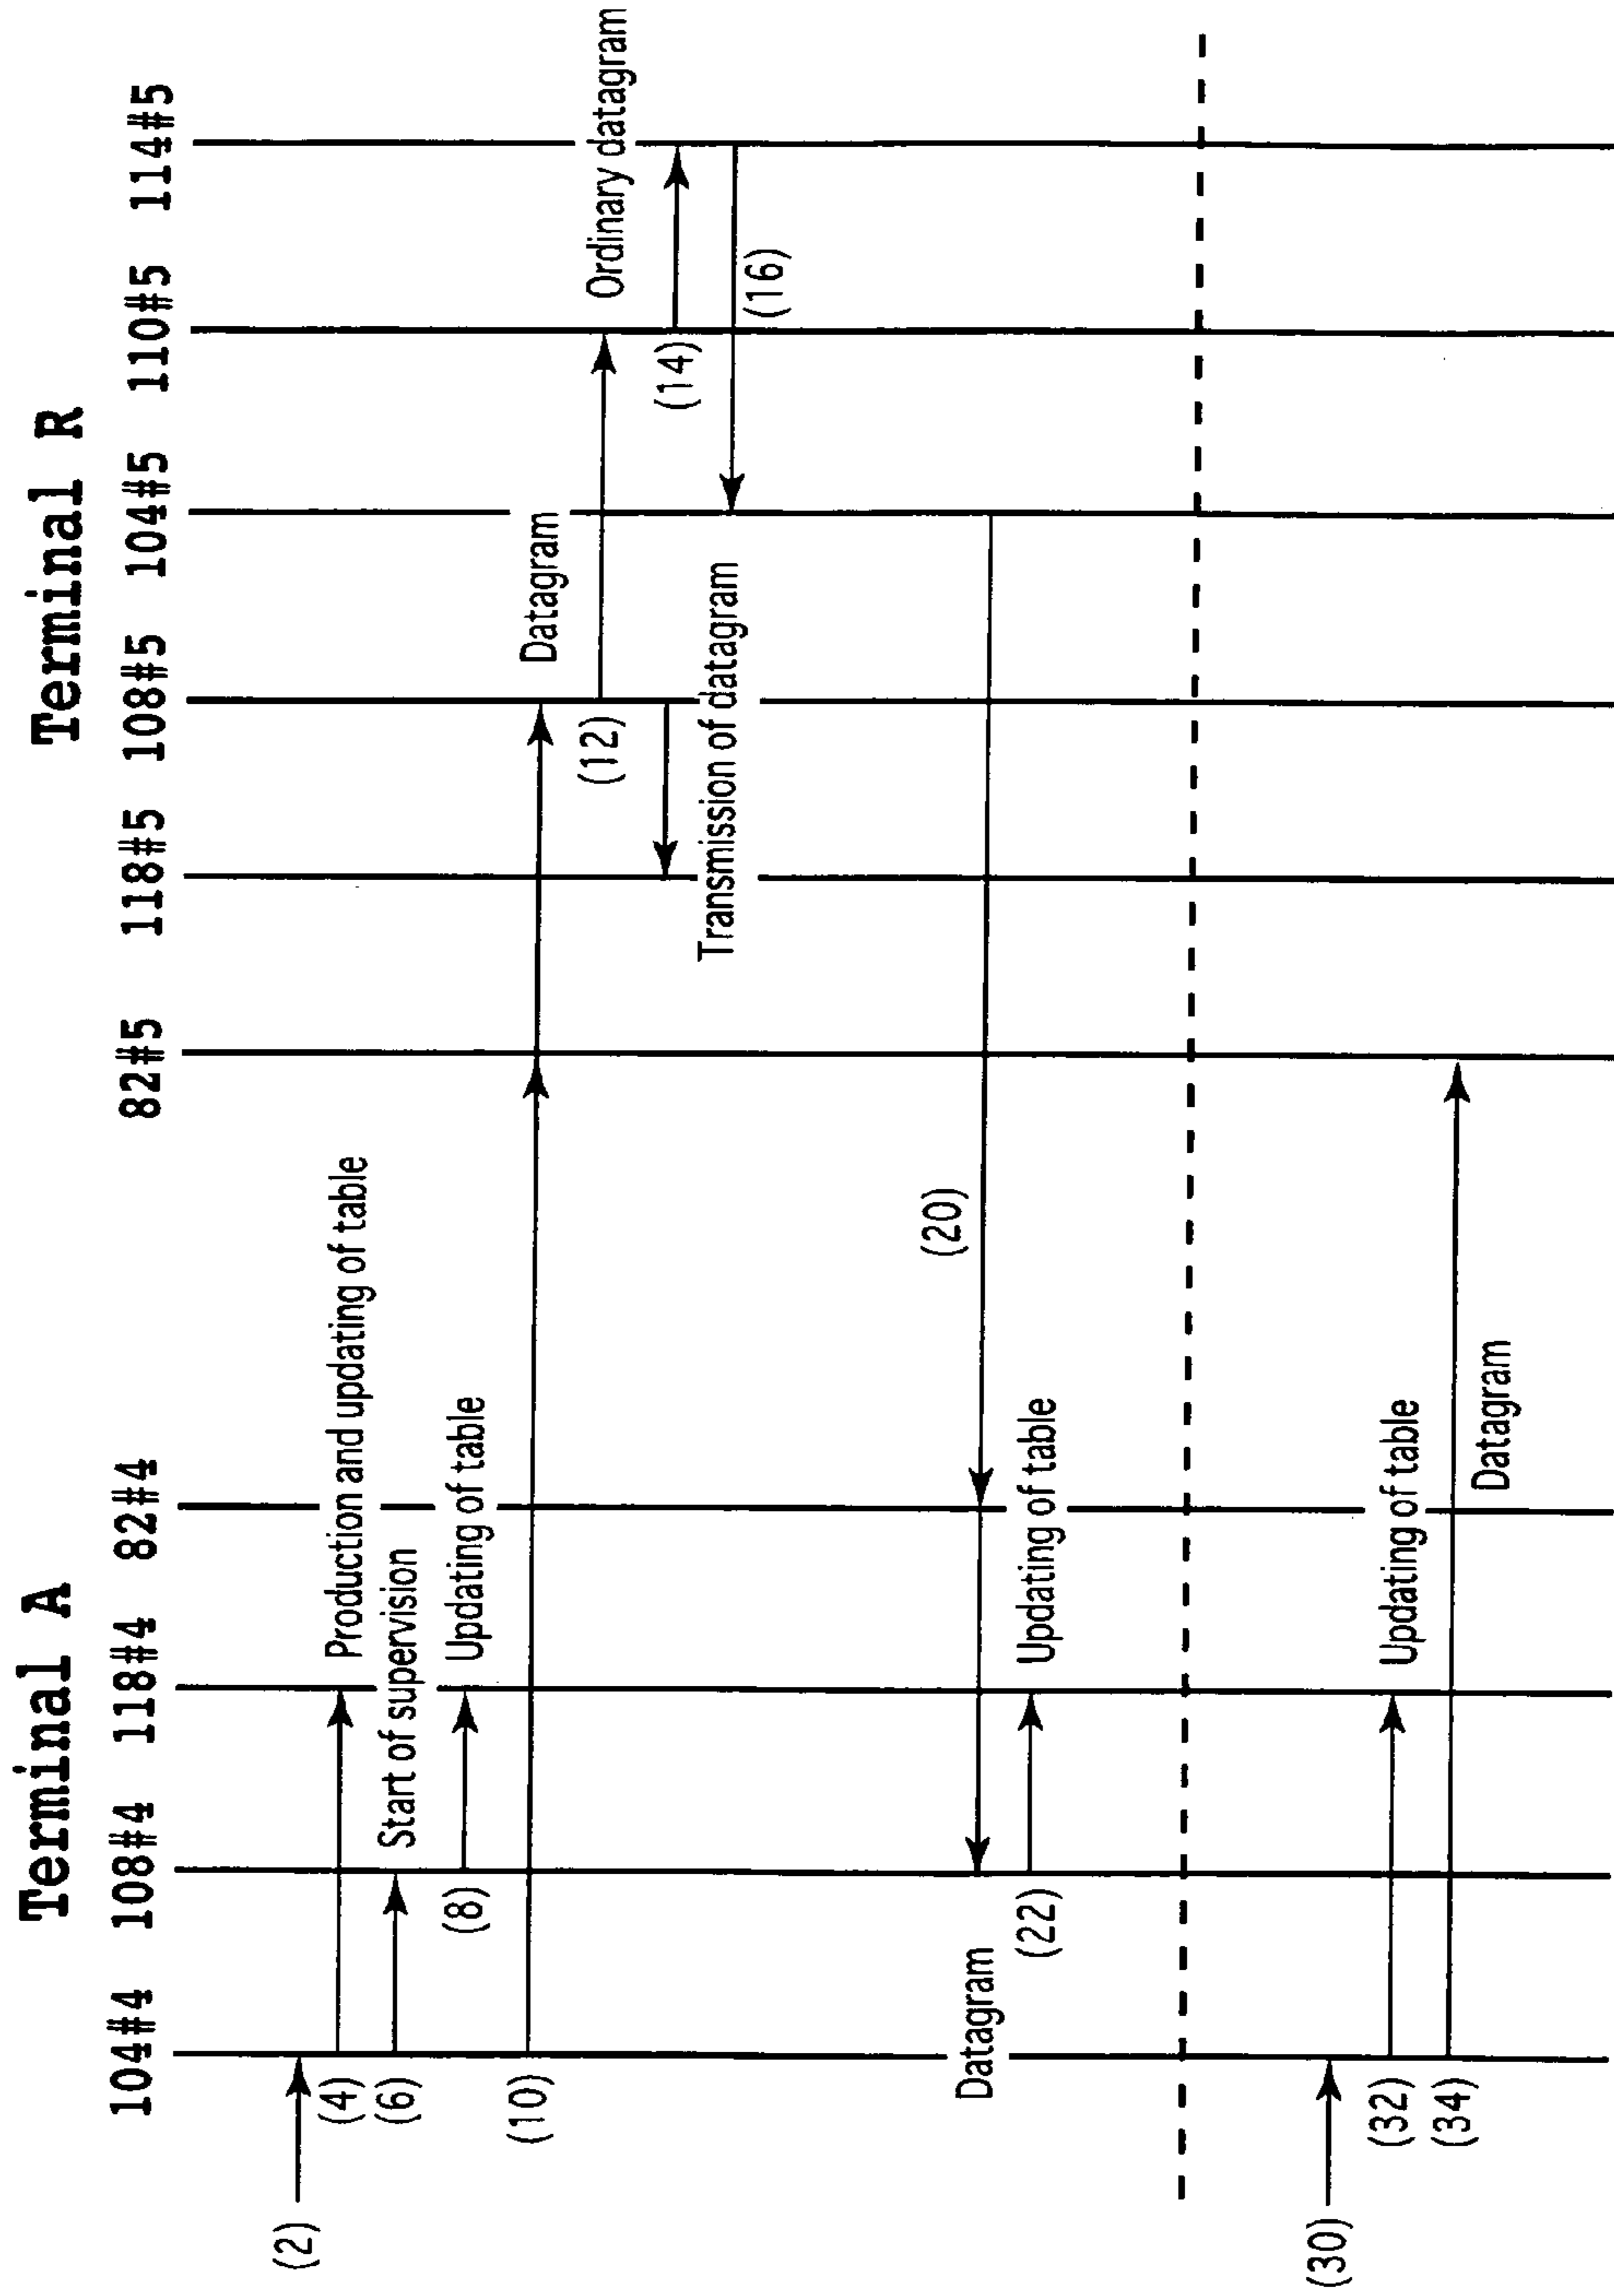 Terminal A
Terminal R
104#4 108#4 118#4 82#4
82#5 118#5 108#5 104#5 110#5 114#5
(2)
(4)
Production and updating of table
(6)
Start of supervision
(8)
Updating of table
(10)
Datagram
(12)
Ordinary datagram
(14)
Transmission of datagram
(16)
(20)
Datagram
(22)
Updating of table
(30)
(32)
Updating of table
(34)
Datagram